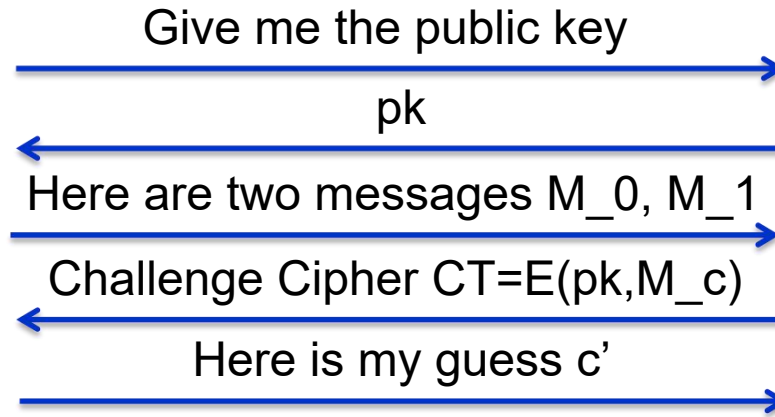 Give me the public key
pk
Here are two messages M_0, M_1
Challenge Cipher CT=E(pk,M_c)
Here is my guess c’